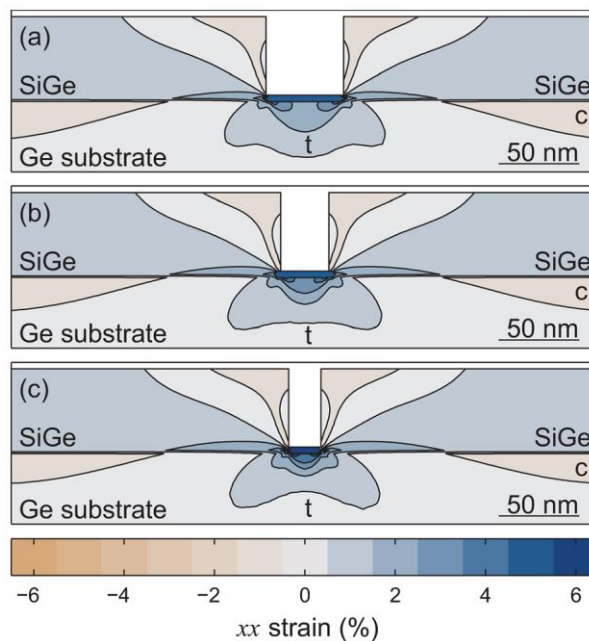 (a)
SiGe SiGe
c
Ge substrate t 50 nm
(b)
SiGe SiGe
c
Ge substrate t 50 nm
(c)
SiGe SiGe
c
Ge substrate t 50 nm
−6 −4 −2 0 2 4 6
xx strain (%)